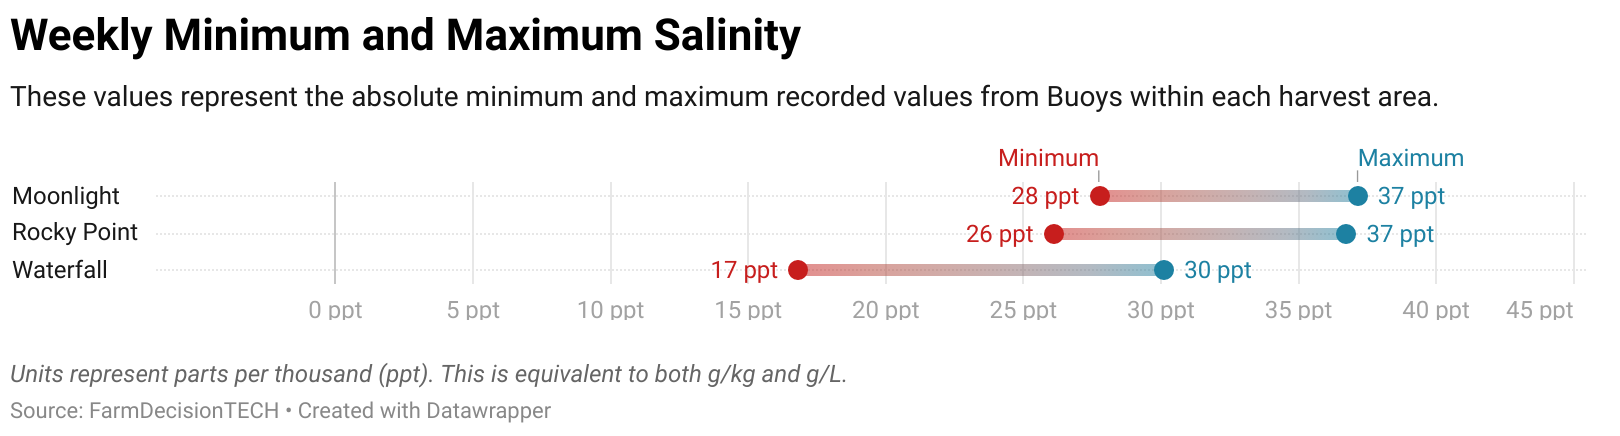 Weekly Minimum and Maximum Salinity
These values represent the absolute minimum and maximum recorded values from Buoys within each harvest area.
Minimum Maximum
Moonlight 28 ppt 37 ppt
Rocky Point 26 ppt 37 ppt
Waterfall 17 ppt 30 ppt
0 ppt 5 ppt 10 ppt 15 ppt 20 ppt 25 ppt 30 ppt 35 ppt 40 ppt 45 ppt
Units represent parts per thousand (ppt). This is equivalent to both g/kg and g/L.
Source: FarmDecisionTECH • Created with Datawrapper